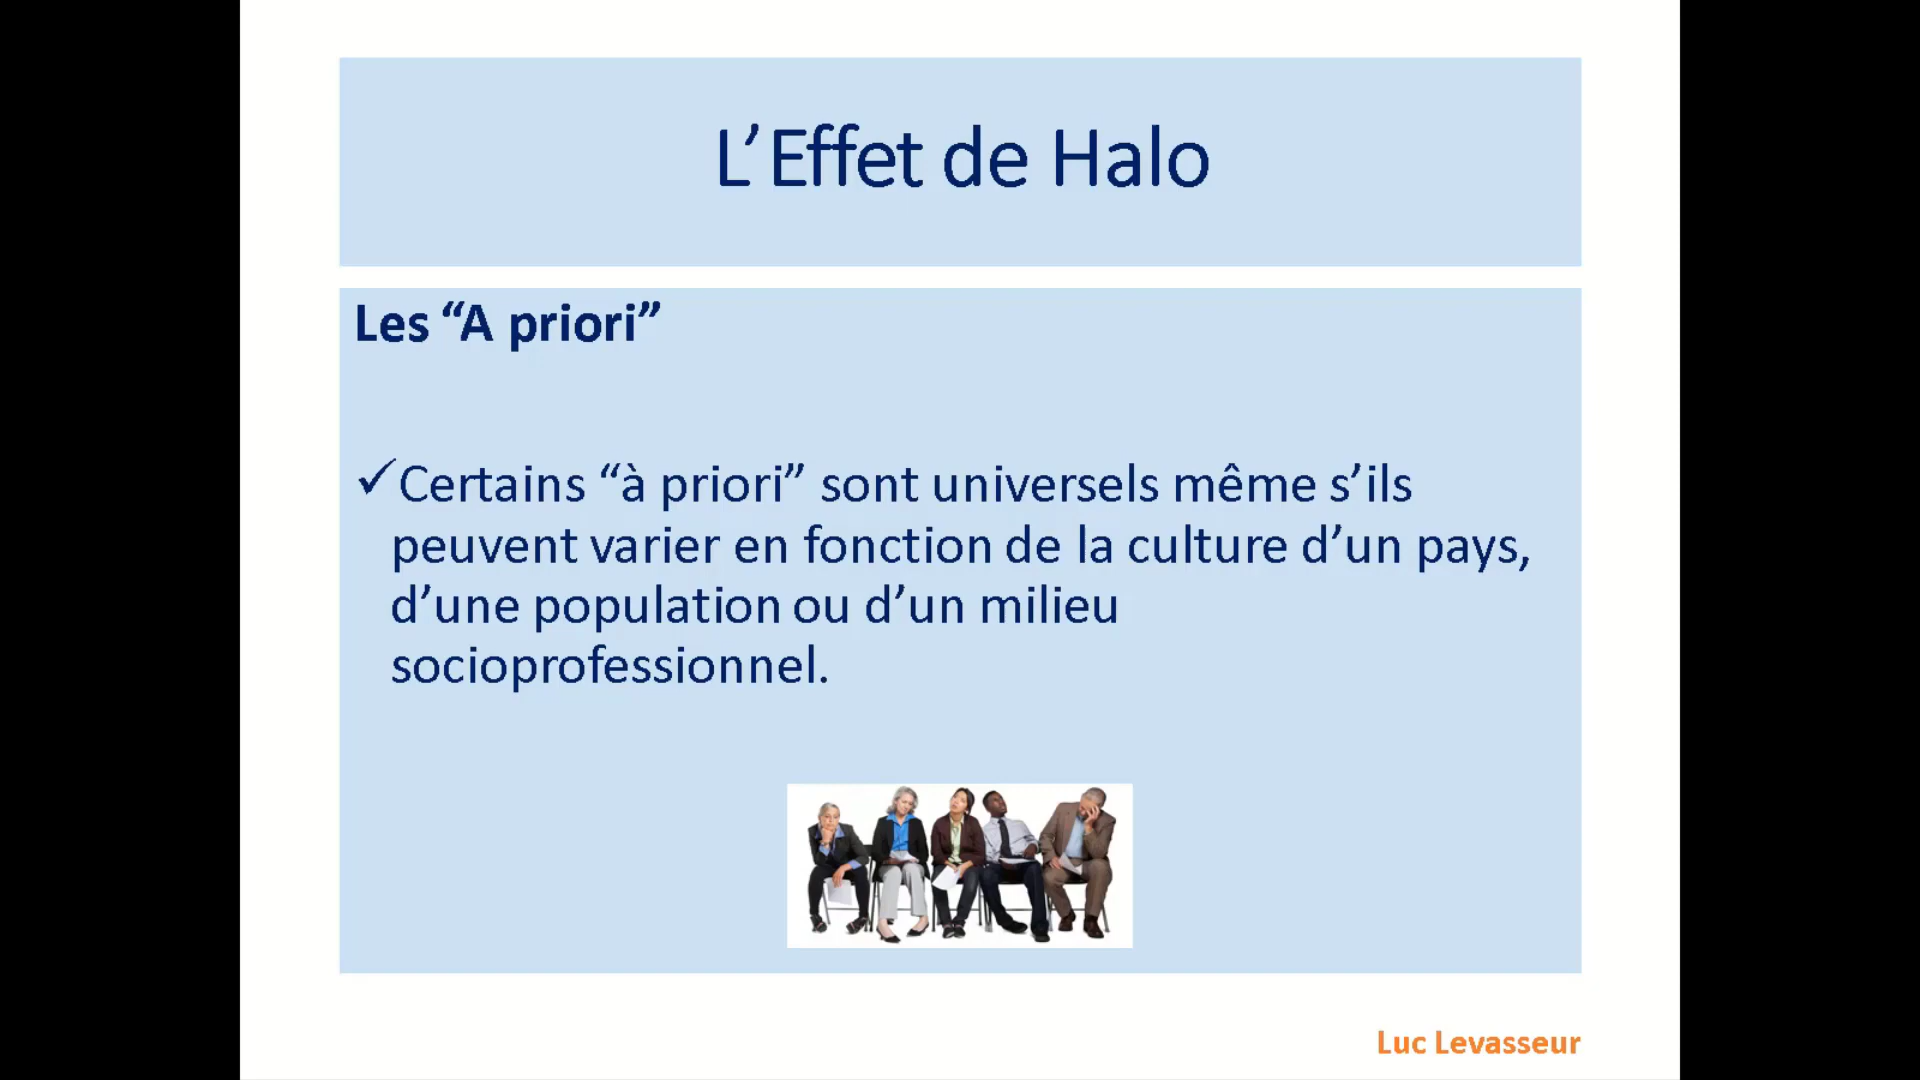 L’Effet de Halo
Les “A priori”
✓Certains “à priori” sont universels même s’ils
peuvent varier en fonction de la culture d’un pays,
d’une population ou d’un milieu
socioprofessionnel.
Luc Levasseur